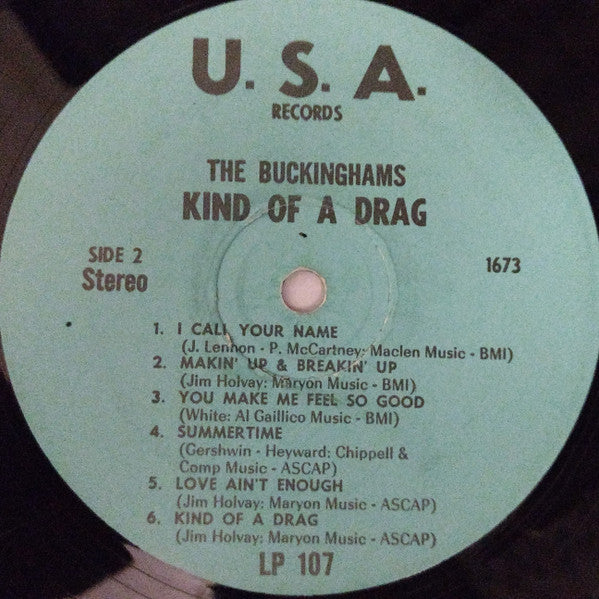 U. S. A.
RECORDS
THE BUCKINGHAMS
KIND OF A DRAG
SIDE 2
Stereo
1673
1. I CALL YOUR NAME
(J. Lennon - P. McCartney: Maclen Music - BMI)
2. MAKIN' UP & BREAKIN' UP
(Jim Holvay: Maryon Music - BMI)
3. YOU MAKE ME FEEL SO GOOD
(White: Al Gaillico Music - BMI)
4. SUMMERTIME
(Gershwin - Heyward: Chippell &
Comp Music - ASCAP)
5. LOVE AIN'T ENOUGH
(Jim Holvay: Maryon Music - ASCAP)
6. KIND OF A DRAG
(Jim Holvay: Maryon Music - ASCAP)
LP 107